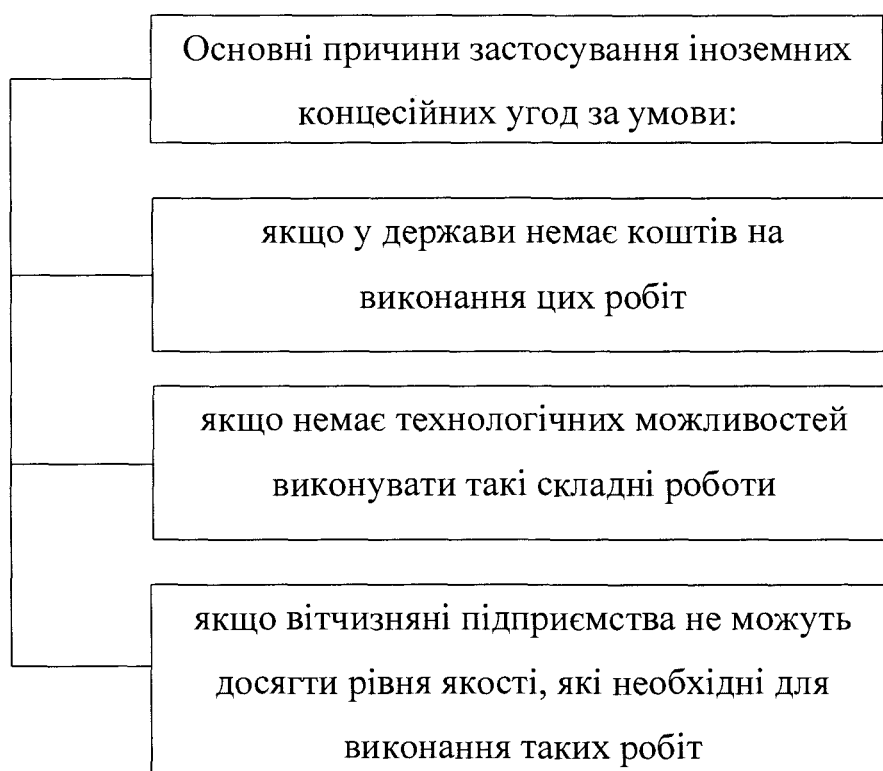 Основні причини застосування іноземних
концесійних угод за умови:
якщо у держави немає коштів на
виконання цих робіт
якщо немає технологічних можливостей
виконувати такі складні роботи
якщо вітчизняні підприємства не можуть
досягти рівня якості, які необхідні для
виконання таких робіт